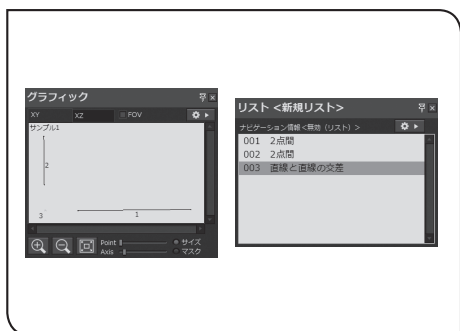 グラフィック
XY XZ FOV
サンプル1
2
3
1
Point
サイズ
Axis
マスク
リスト <新規リスト>
ナビゲーション情報<無効（リスト）>
001 2点間
002 2点間
003 直線と直線の交差